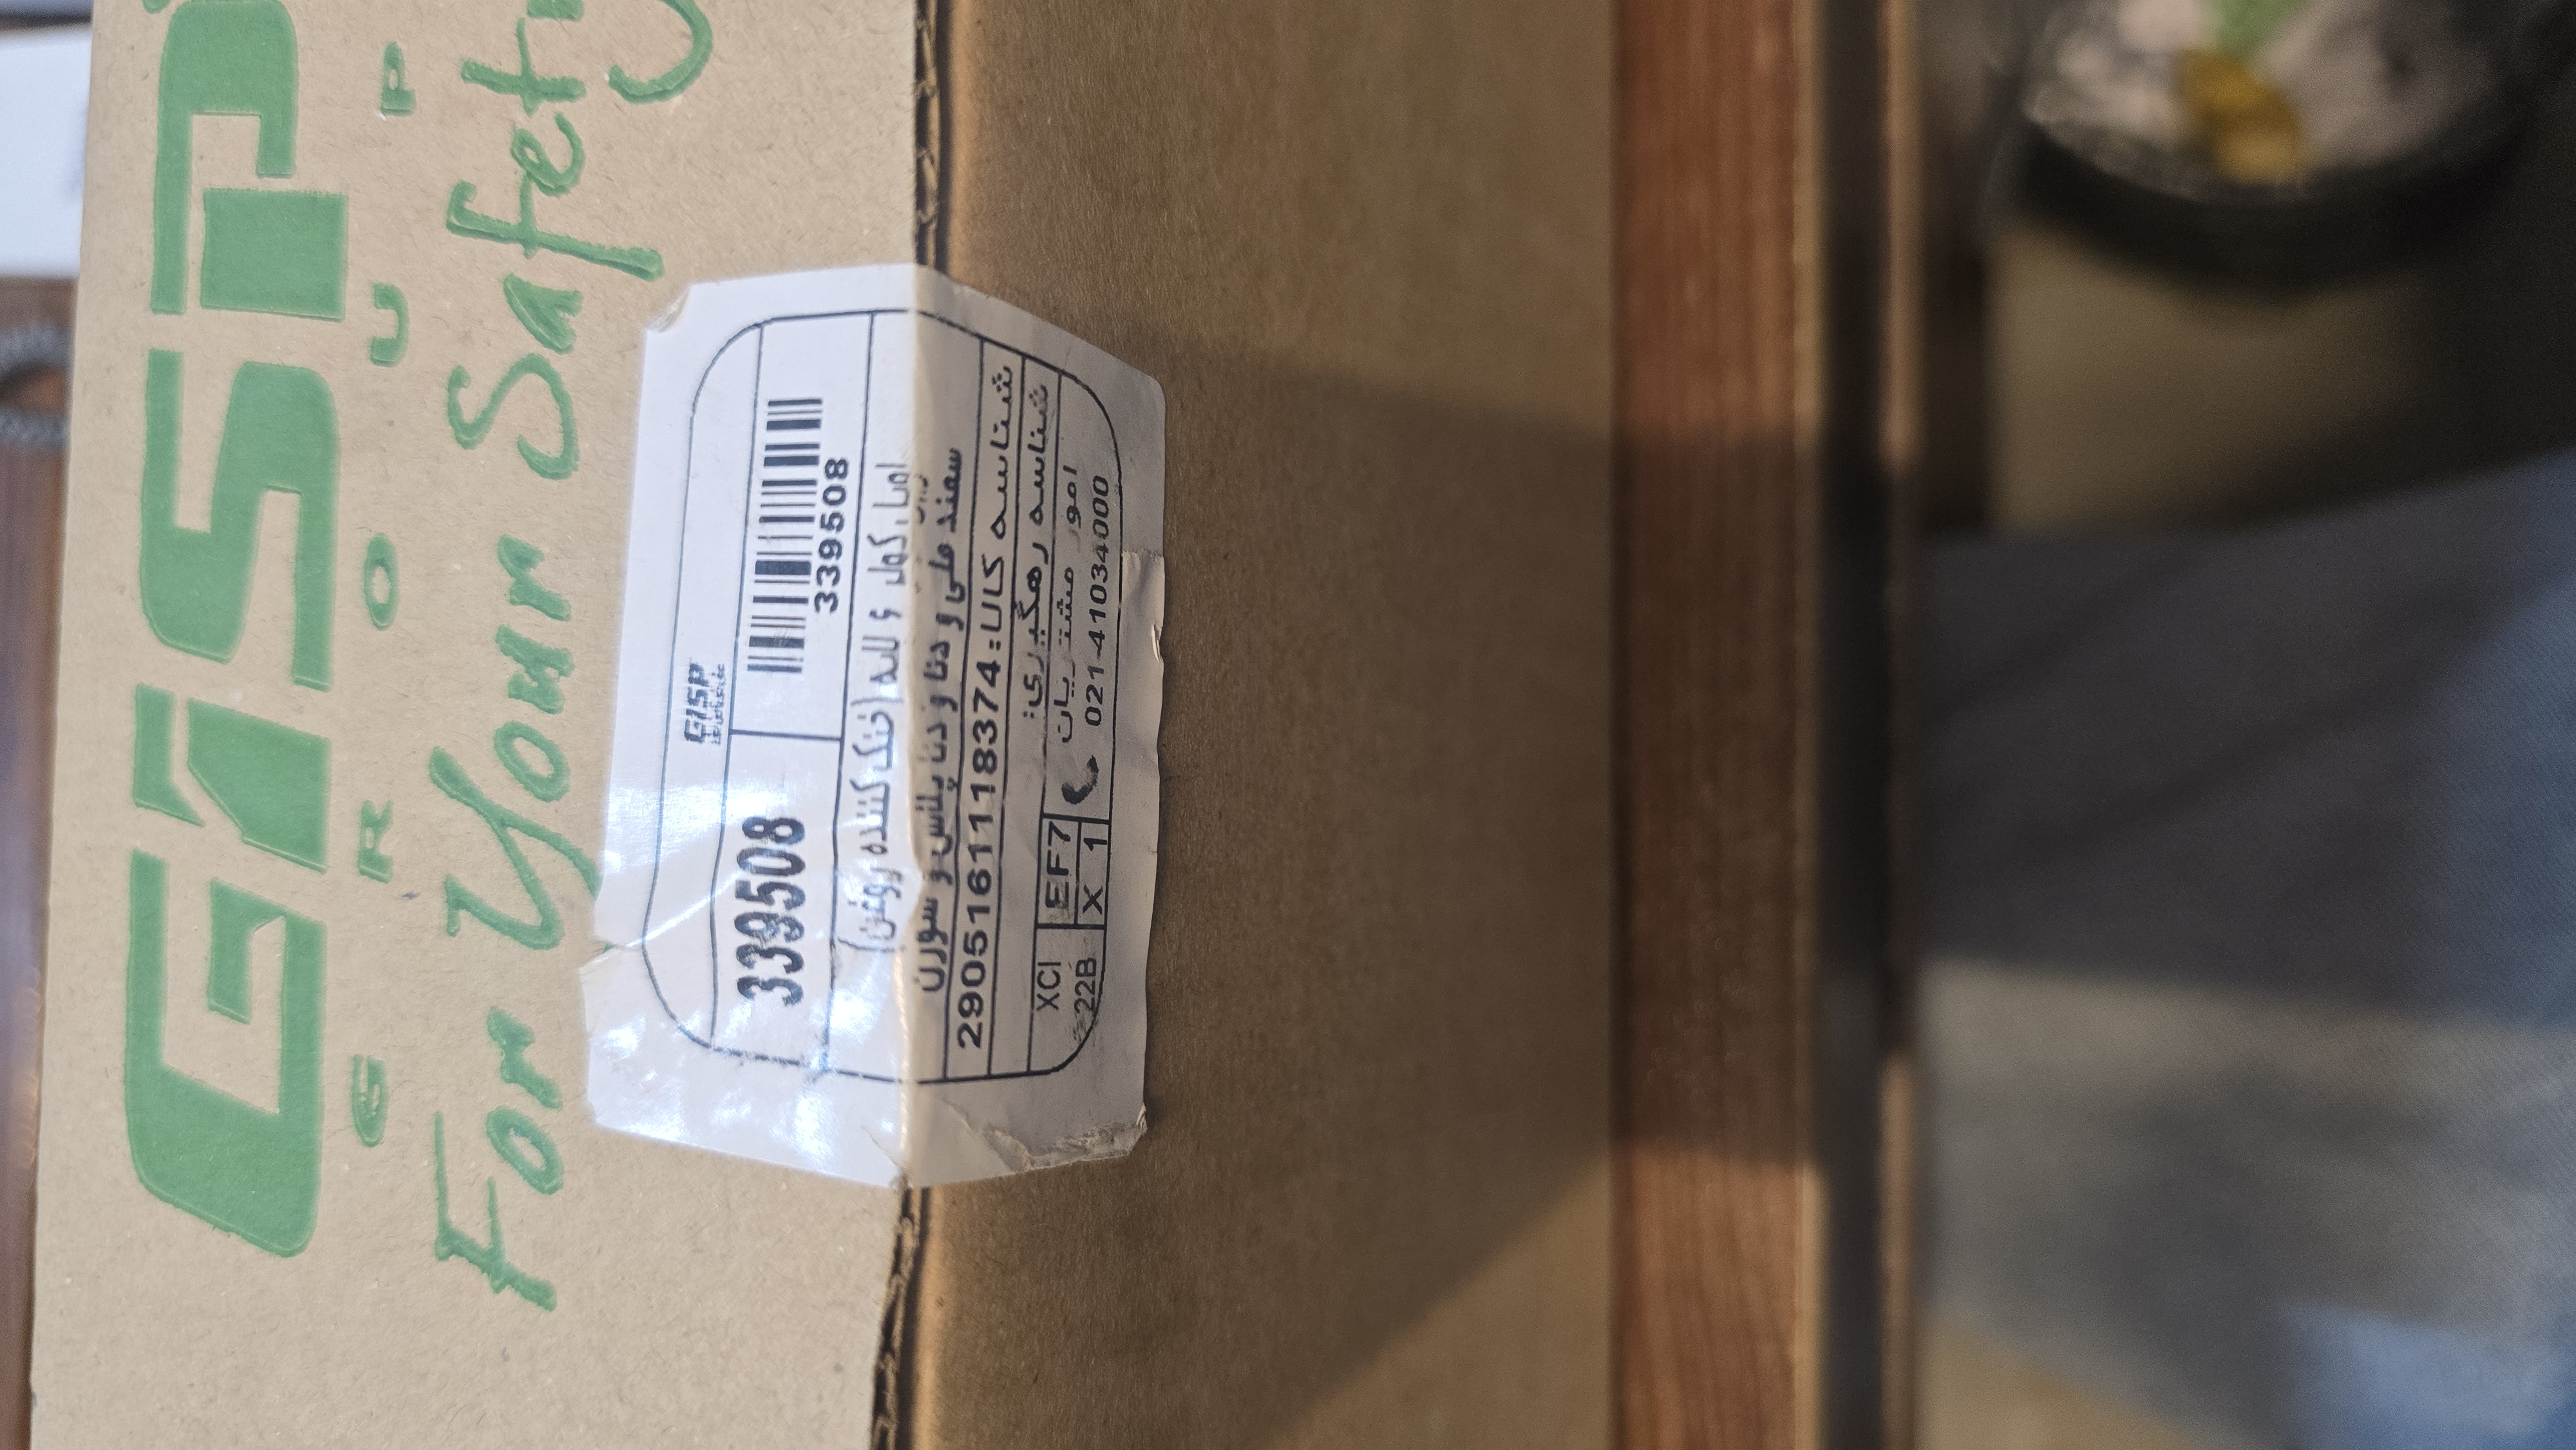 GISP
GROUP
For Your Safety
GISP
339508
339508
اویل کولر و لاله (خنک کننده روغن)
سمند ملی و دنا و دنا پلاس و سورن
شناسه کالا: 2905161118374
شناسه رهگیری:
XCI
EF7
امور مشتریان
22B
X 1
021-41034000